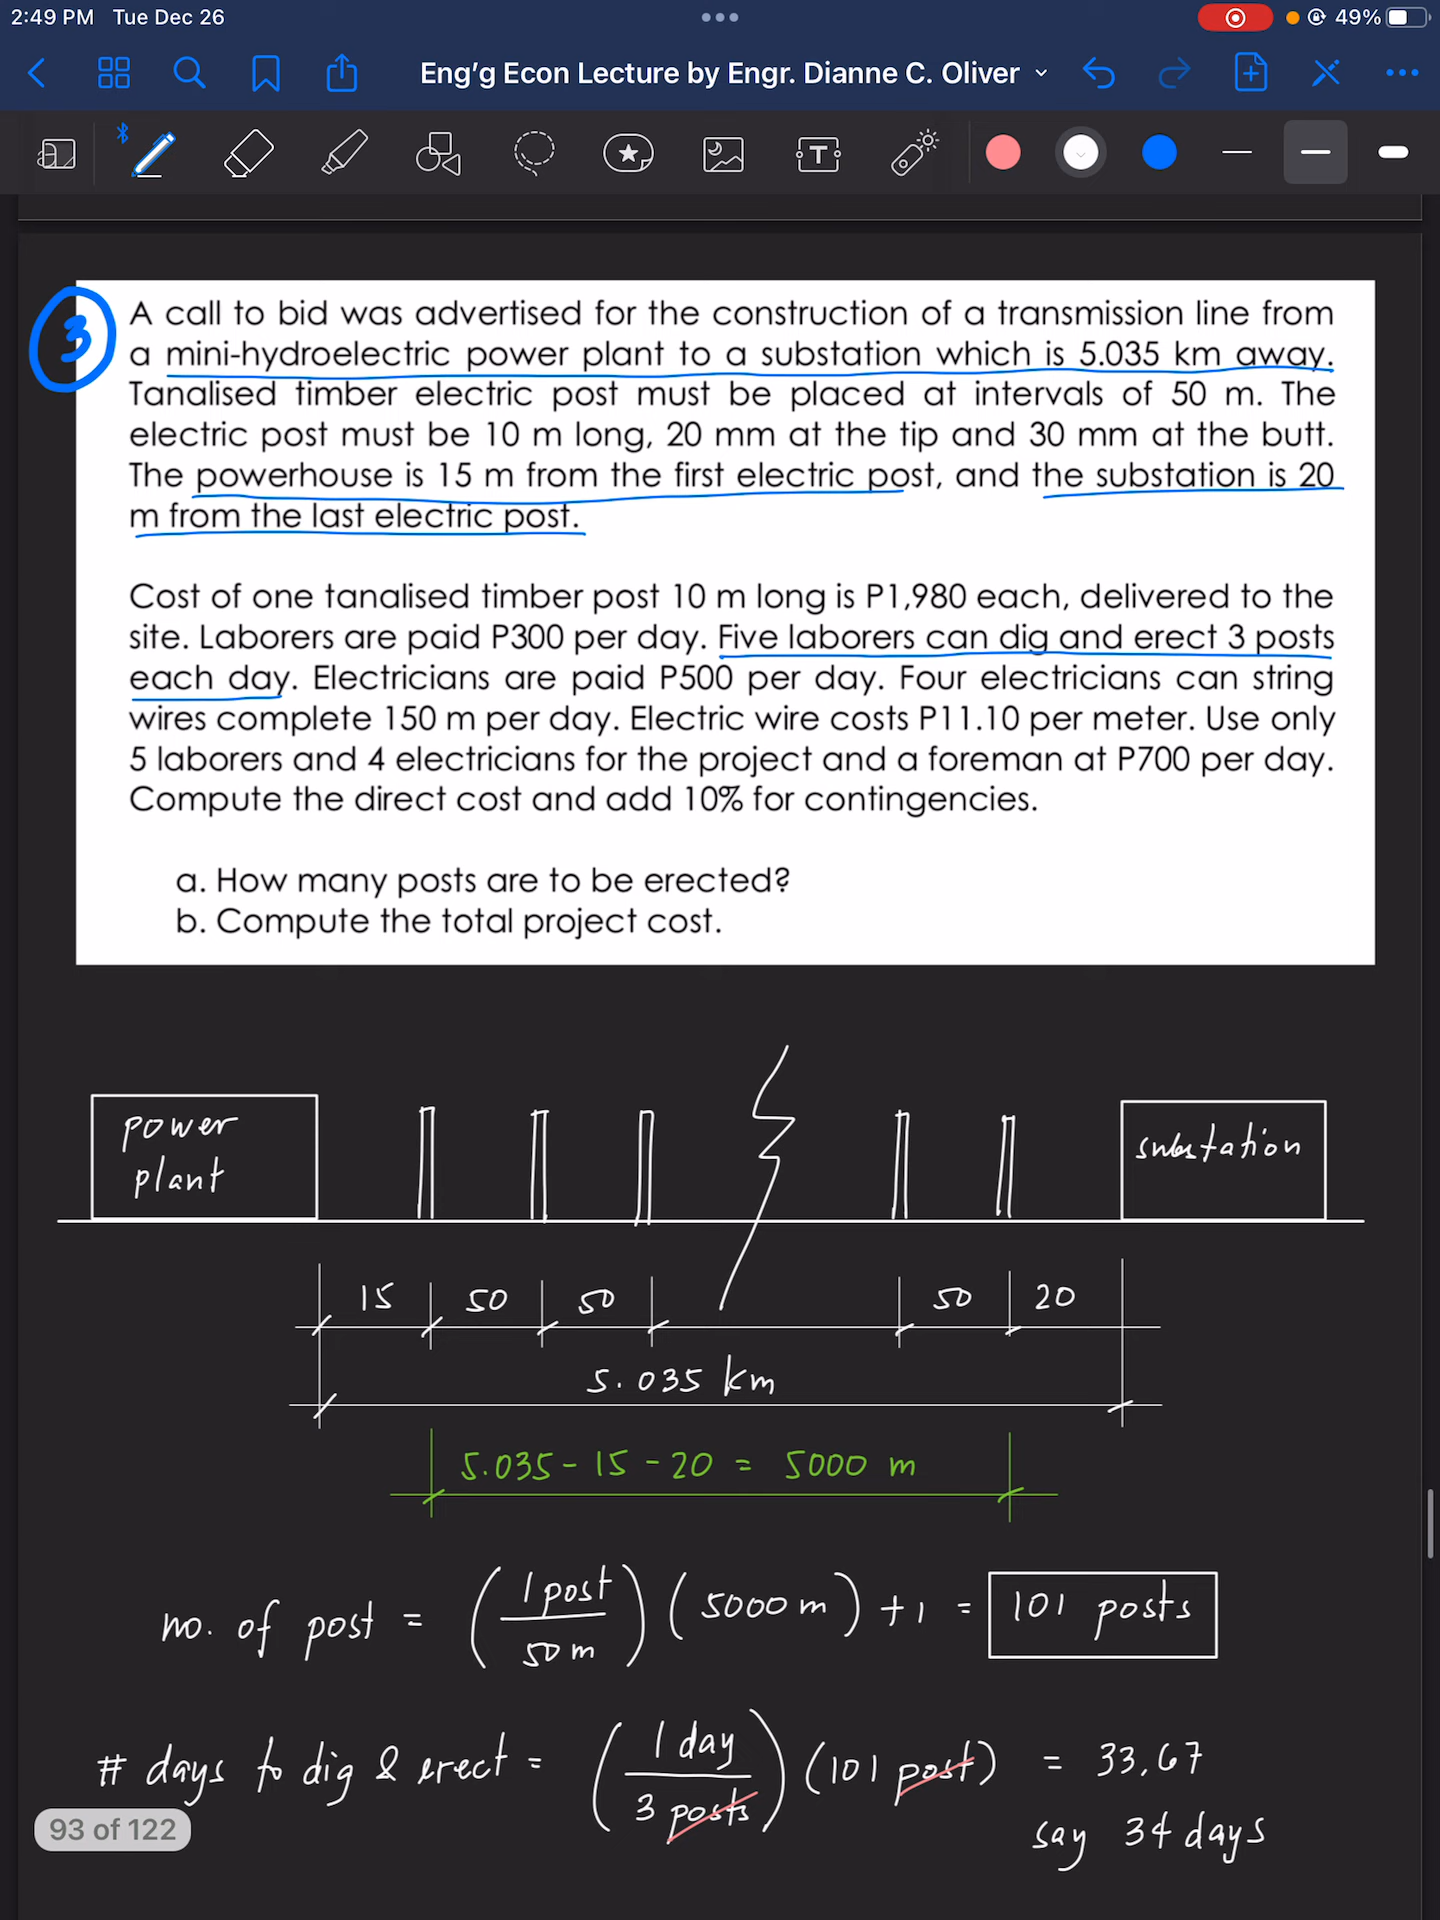 2:49 PM Tue Dec 26
49%
Eng'g Econ Lecture by Engr. Dianne C. Oliver
3
A call to bid was advertised for the construction of a transmission line from
a mini-hydroelectric power plant to a substation which is 5.035 km away.
Tanalised timber electric post must be placed at intervals of 50 m. The
electric post must be 10 m long, 20 mm at the tip and 30 mm at the butt.
The powerhouse is 15 m from the first electric post, and the substation is 20
m from the last electric post.
Cost of one tanalised timber post 10 m long is P1,980 each, delivered to the
site. Laborers are paid P300 per day. Five laborers can dig and erect 3 posts
each day. Electricians are paid P500 per day. Four electricians can string
wires complete 150 m per day. Electric wire costs P11.10 per meter. Use only
5 laborers and 4 electricians for the project and a foreman at P700 per day.
Compute the direct cost and add 10% for contingencies.
a. How many posts are to be erected?
b. Compute the total project cost.
power
plant
substation
15 50 50 50 20
5.035 km
5.035 - 15 - 20 = 5000 m
no. of post = (1 post / 50 m) (5000 m) + 1 = 101 posts
# days to dig & erect = (1 day / 3 posts) (101 post) = 33.67
say 34 days
93 of 122